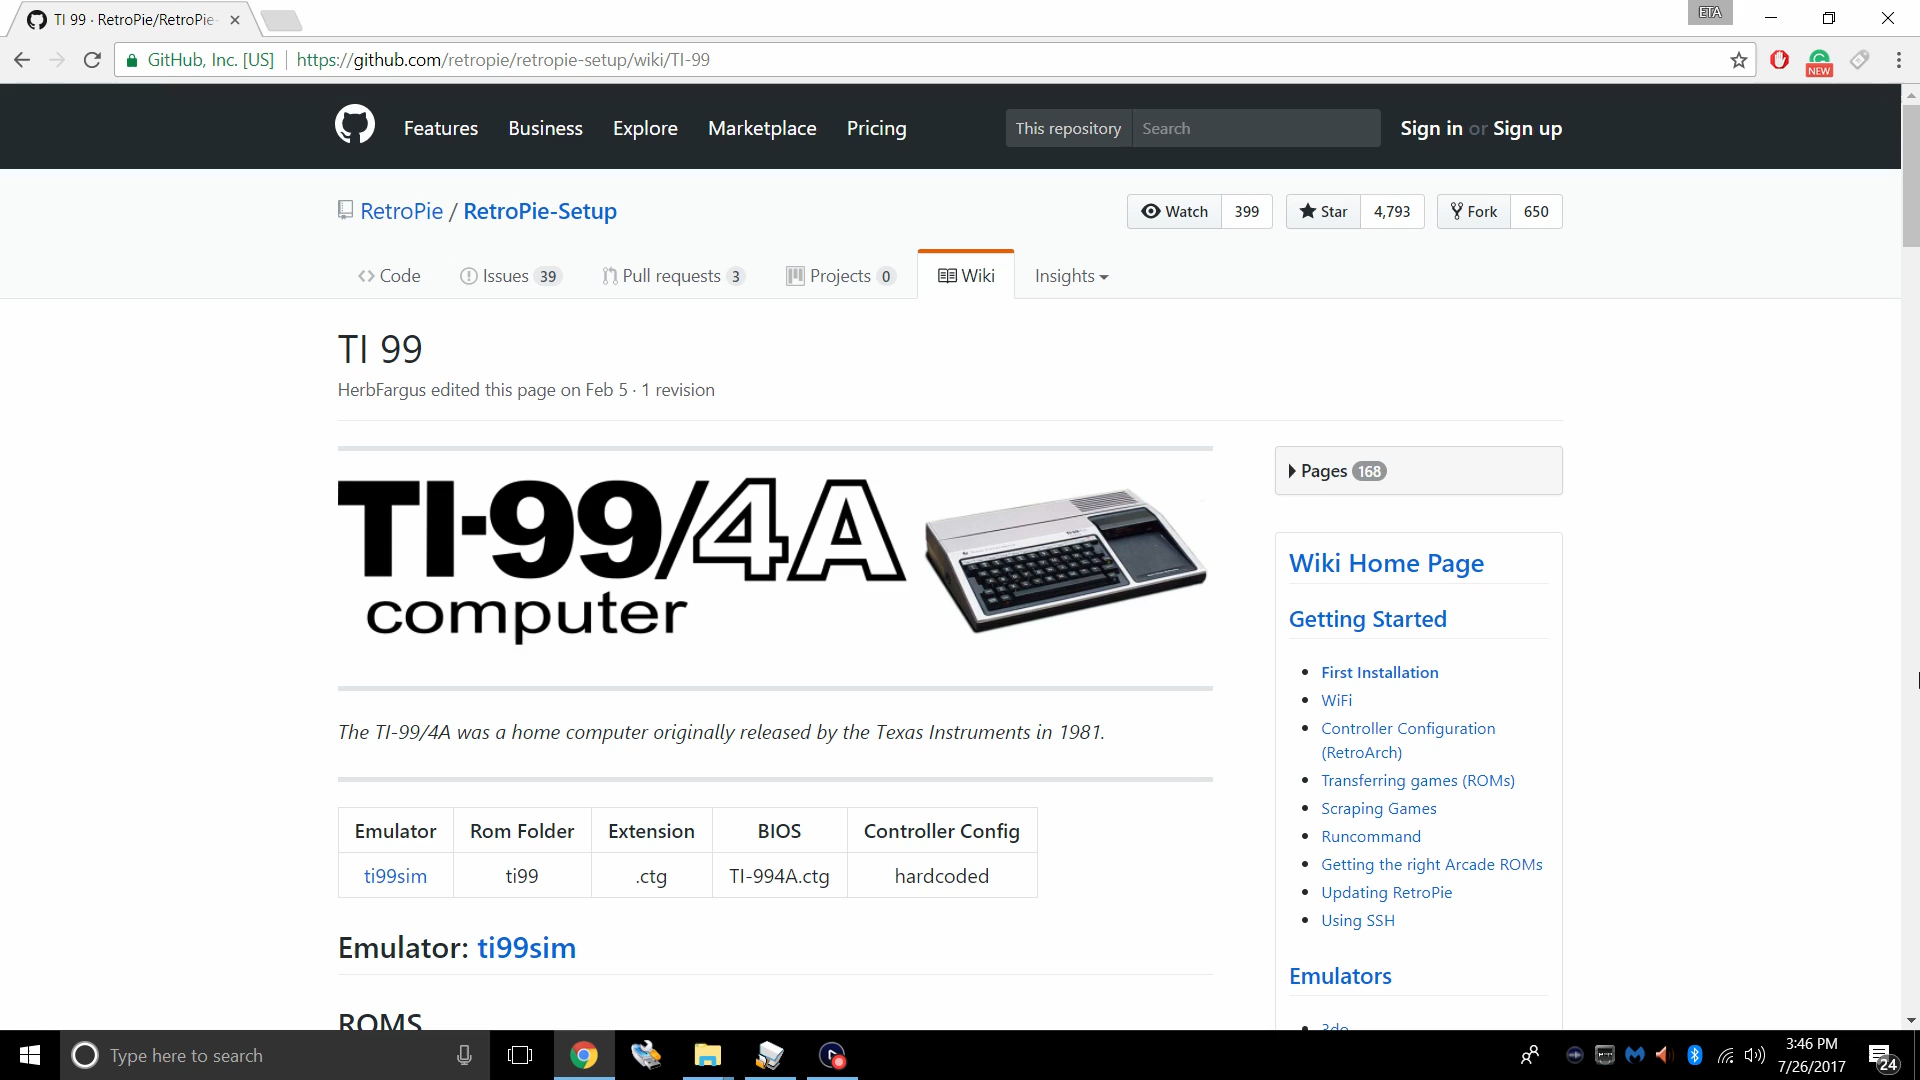 TI 99 · RetroPie/RetroPie-
ETA
GitHub, Inc. [US]
https://github.com/retropie/retropie-setup/wiki/TI-99
NEW
Features
Business
Explore
Marketplace
Pricing
This repository
Search
Sign in or Sign up
RetroPie / RetroPie-Setup
Watch 399
Star 4,793
Fork 650
Code
Issues 39
Pull requests 3
Projects 0
Wiki
Insights
TI 99
HerbFargus edited this page on Feb 5 · 1 revision
TI-99/4A
computer
Pages 168
Wiki Home Page
Getting Started
First Installation
WiFi
Controller Configuration
(RetroArch)
Transferring games (ROMs)
Scraping Games
Runcommand
Getting the right Arcade ROMs
Updating RetroPie
Using SSH
Emulators
3do
The TI-99/4A was a home computer originally released by the Texas Instruments in 1981.
Emulator Rom Folder Extension BIOS Controller Config
ti99sim ti99 .ctg TI-994A.ctg hardcoded
Emulator: ti99sim
ROMS
Type here to search
3:46 PM
7/26/2017
24